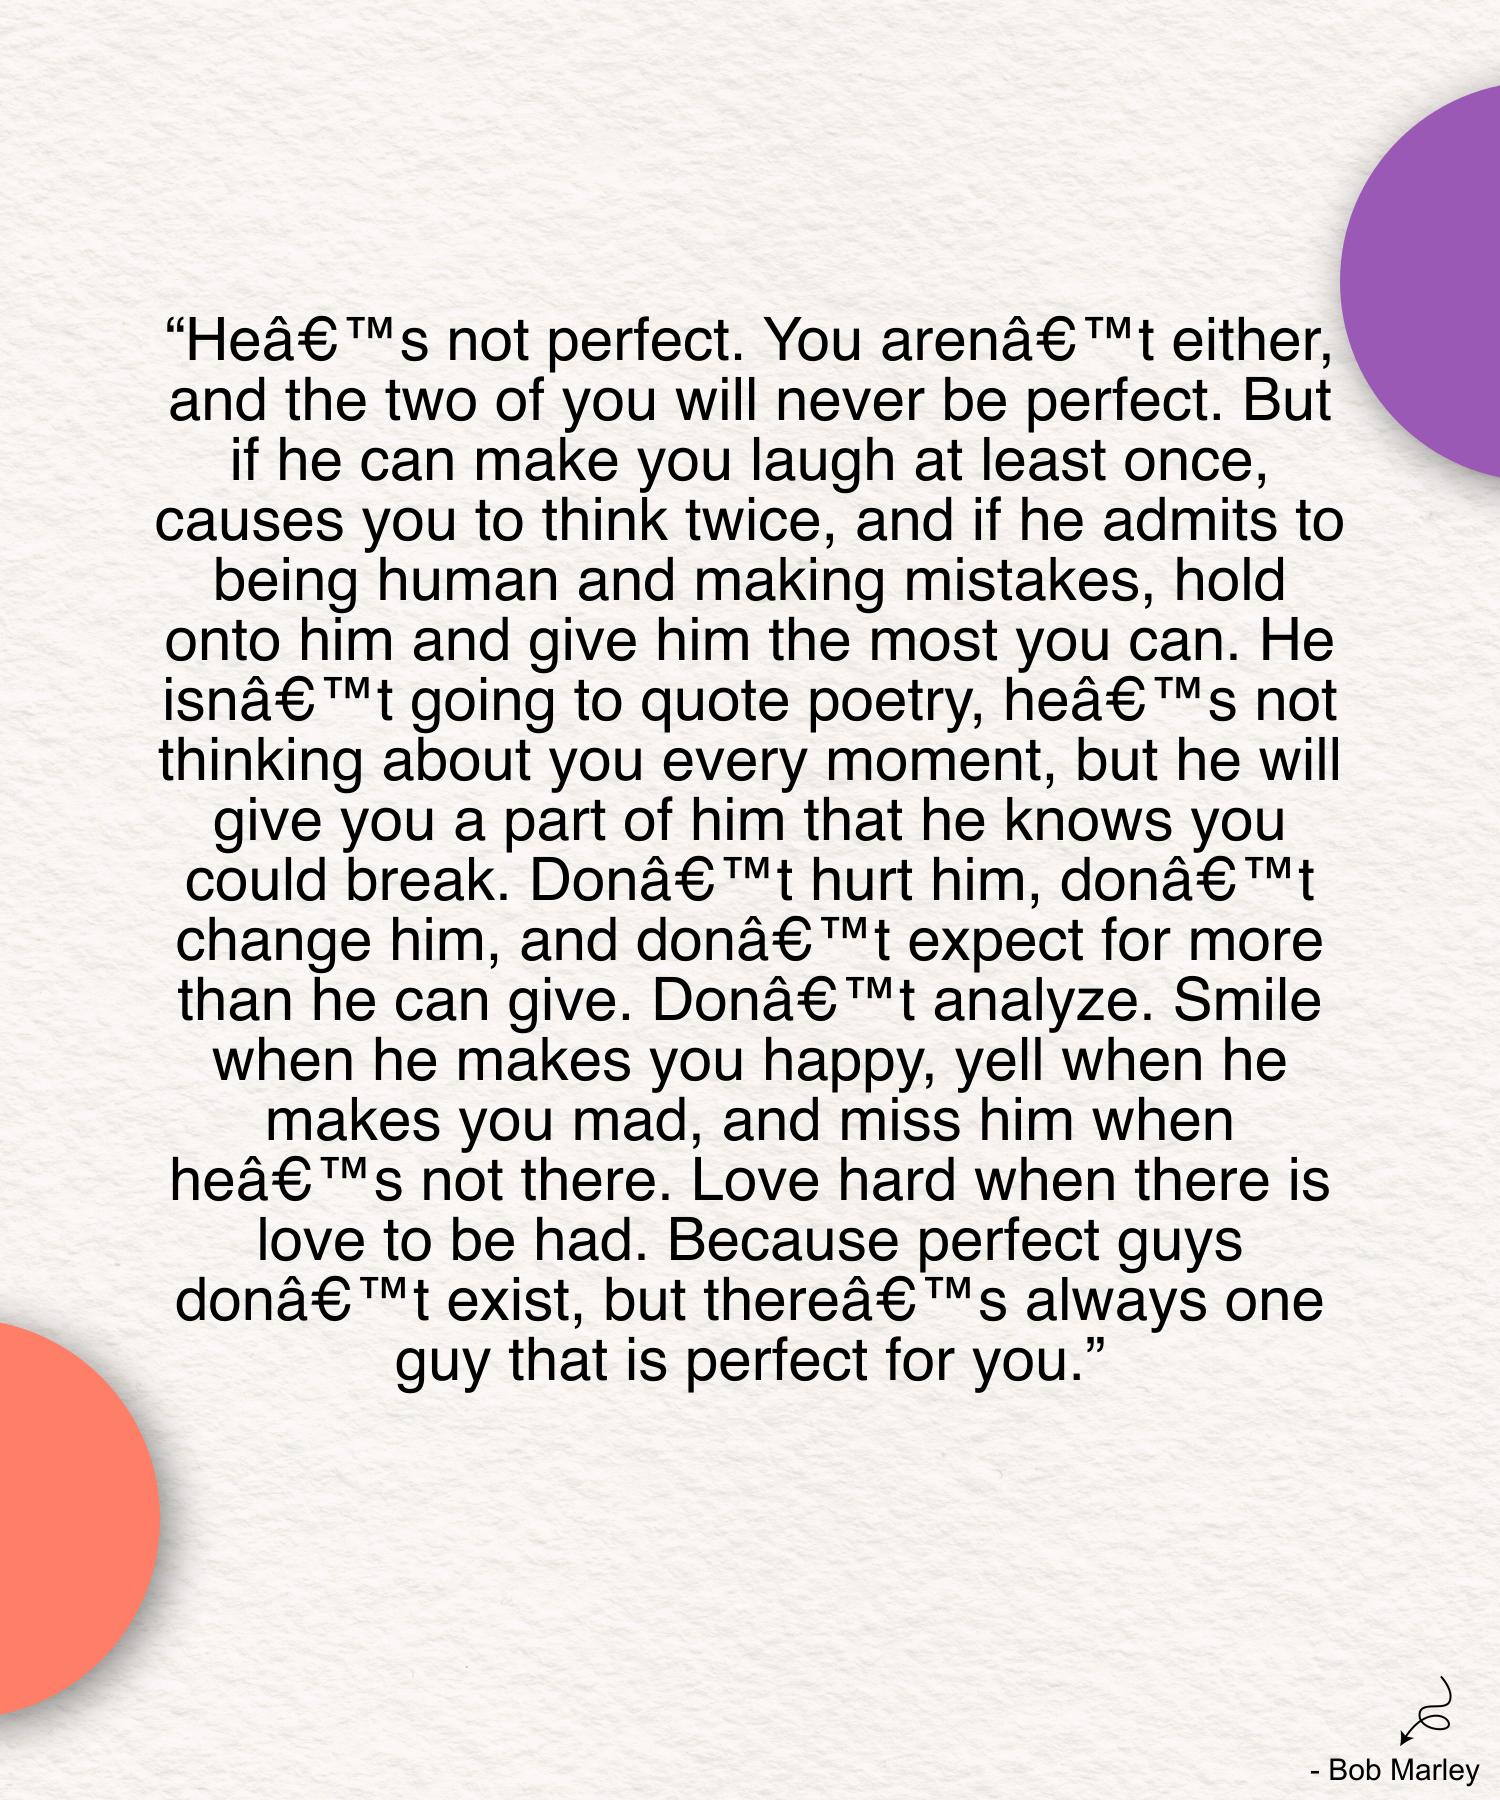 “Heâ€™s not perfect. You arenâ€™t either,
and the two of you will never be perfect. But
if he can make you laugh at least once,
causes you to think twice, and if he admits to
being human and making mistakes, hold
onto him and give him the most you can. He
isnâ€™t going to quote poetry, heâ€™s not
thinking about you every moment, but he will
give you a part of him that he knows you
could break. Donâ€™t hurt him, donâ€™t
change him, and donâ€™t expect for more
than he can give. Donâ€™t analyze. Smile
when he makes you happy, yell when he
makes you mad, and miss him when
heâ€™s not there. Love hard when there is
love to be had. Because perfect guys
donâ€™t exist, but thereâ€™s always one
guy that is perfect for you.”
- Bob Marley